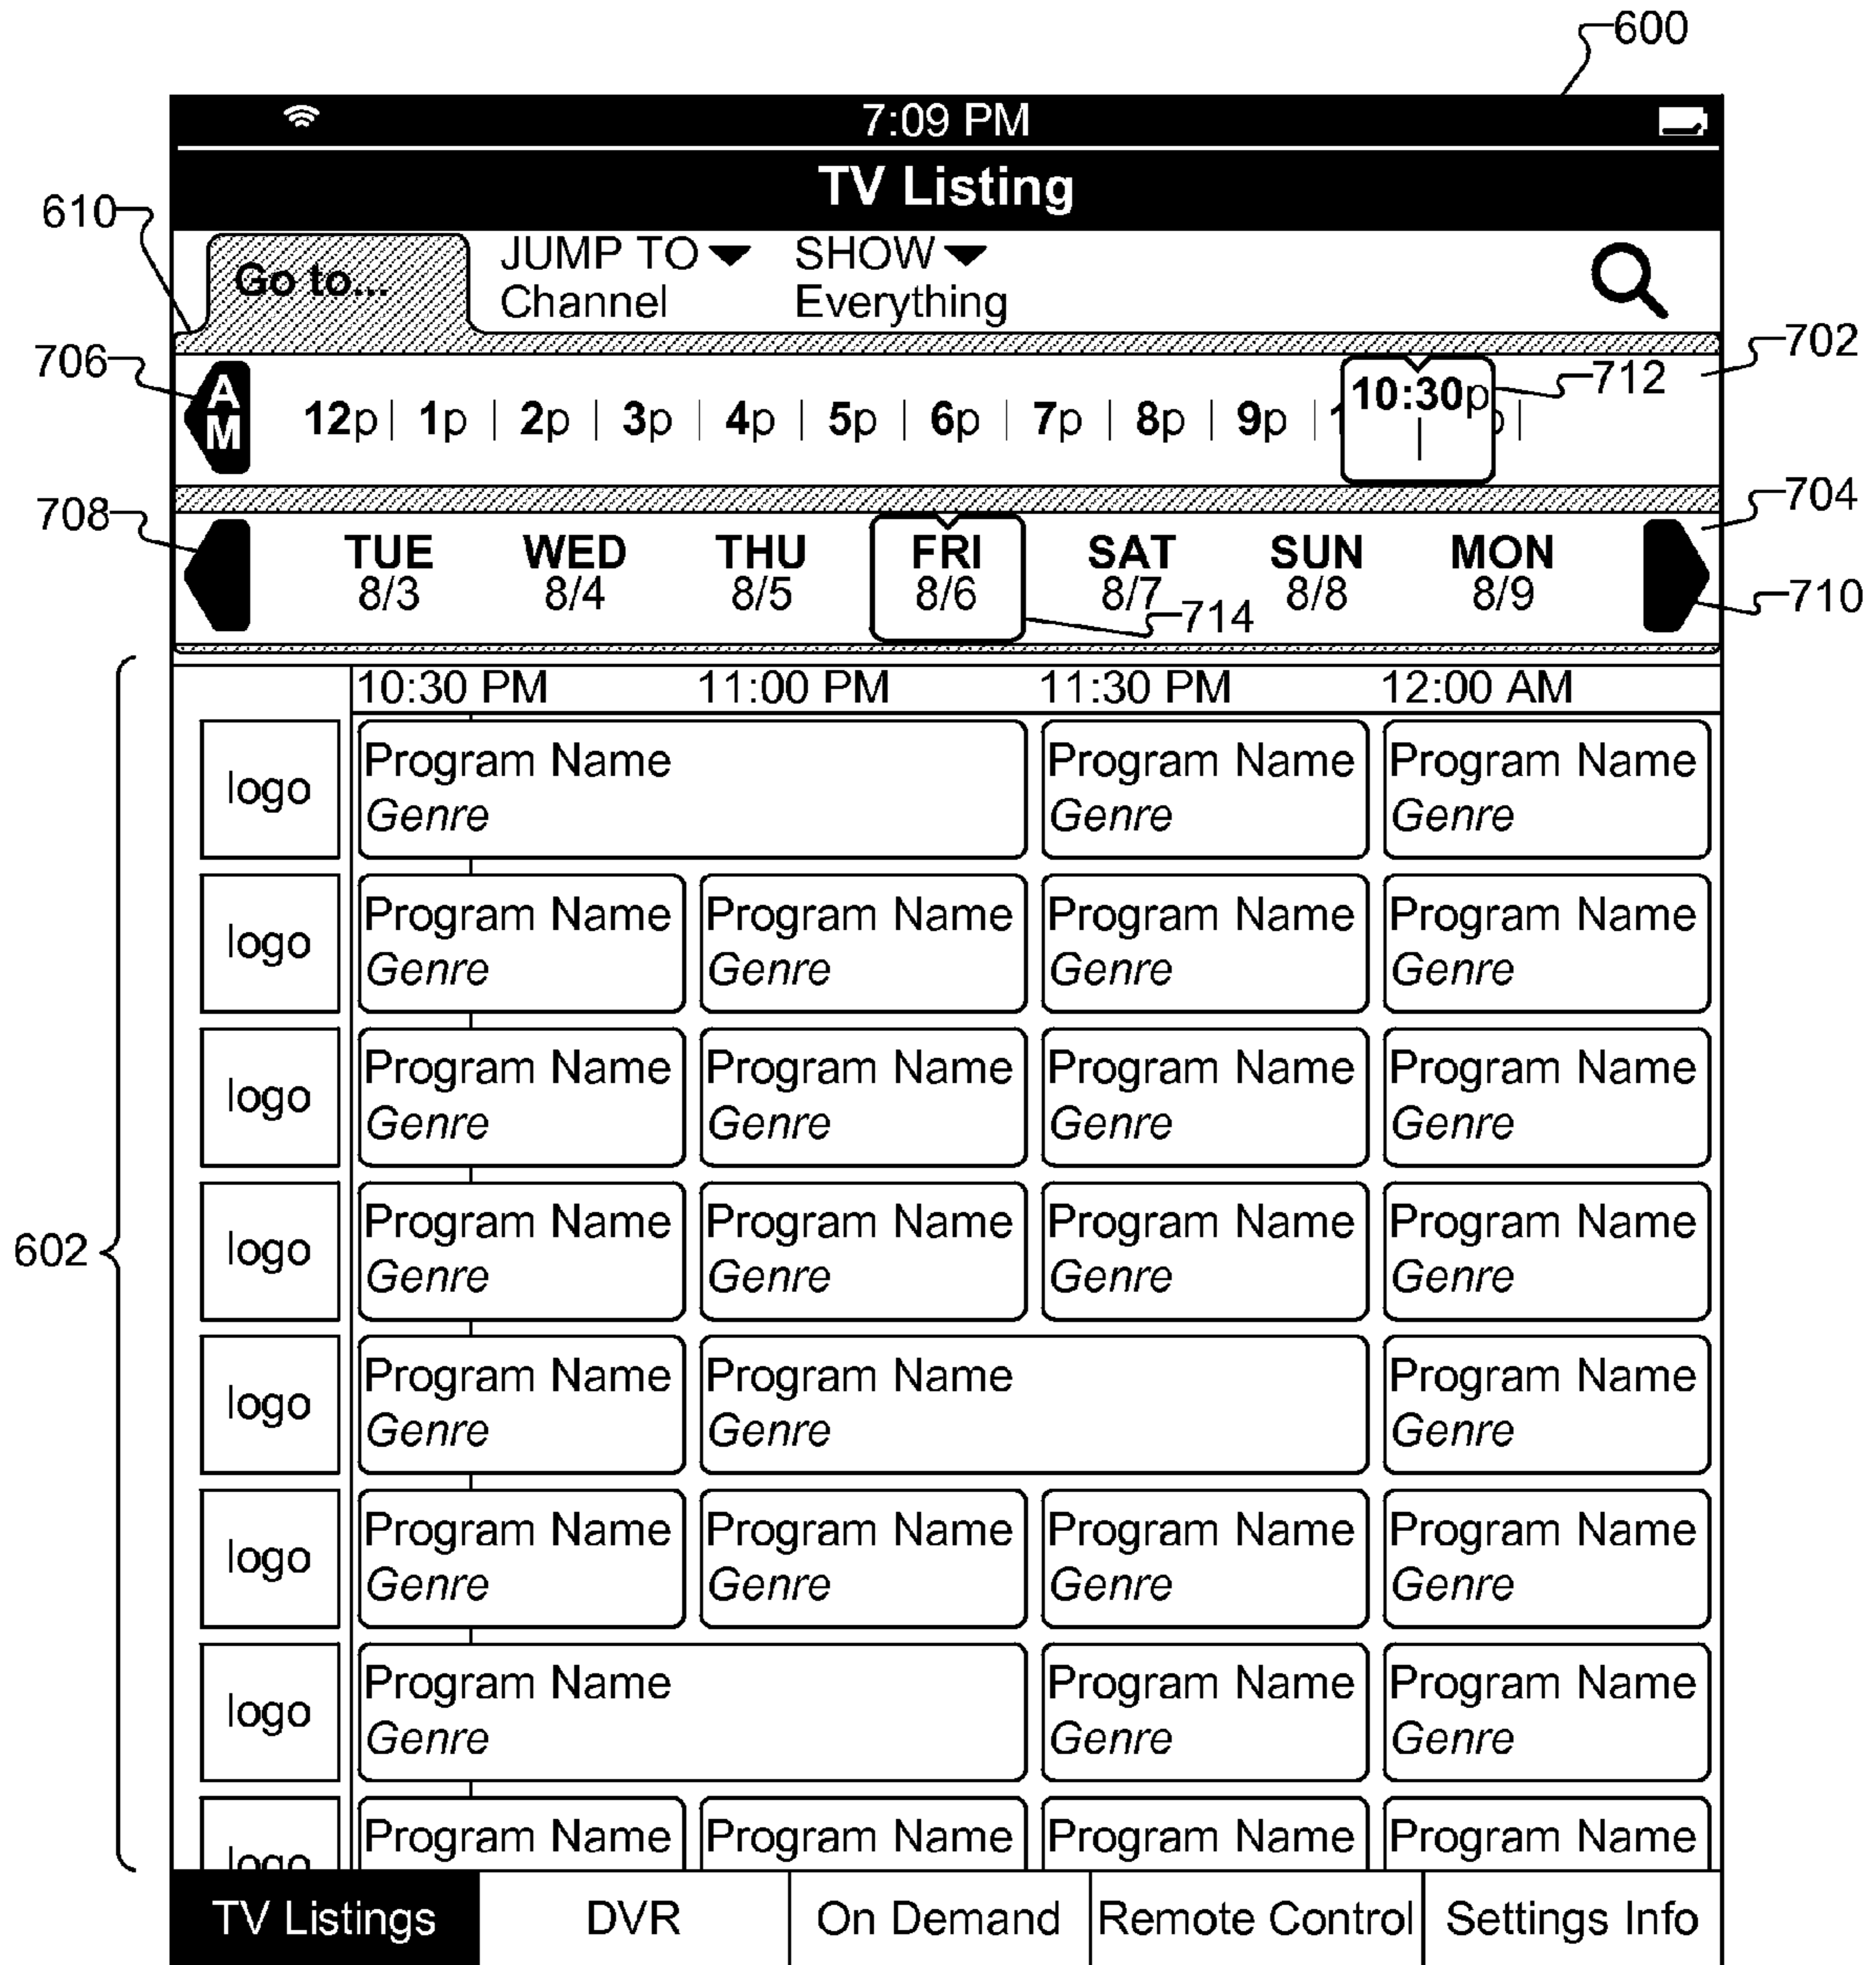 600
7:09 PM
TV Listing
610
Go to...
JUMP TO
SHOW
Channel
Everything
702
706
AM
12p | 1p | 2p | 3p | 4p | 5p | 6p | 7p | 8p | 9p | 10:30p
712
704
708
TUE WED THU FRI SAT SUN MON
8/3 8/4 8/5 8/6 8/7 8/8 8/9
710
714
10:30 PM 11:00 PM 11:30 PM 12:00 AM
logo
Program Name Program Name Program Name
Genre Genre Genre
logo
Program Name Program Name Program Name Program Name
Genre Genre Genre Genre
logo
Program Name Program Name Program Name Program Name
Genre Genre Genre Genre
602
logo
Program Name Program Name Program Name Program Name
Genre Genre Genre Genre
logo
Program Name Program Name Program Name
Genre Genre Genre
logo
Program Name Program Name Program Name Program Name
Genre Genre Genre Genre
logo
Program Name Program Name Program Name
Genre Genre Genre
logo
Program Name Program Name Program Name Program Name
TV Listings DVR On Demand Remote Control Settings Info